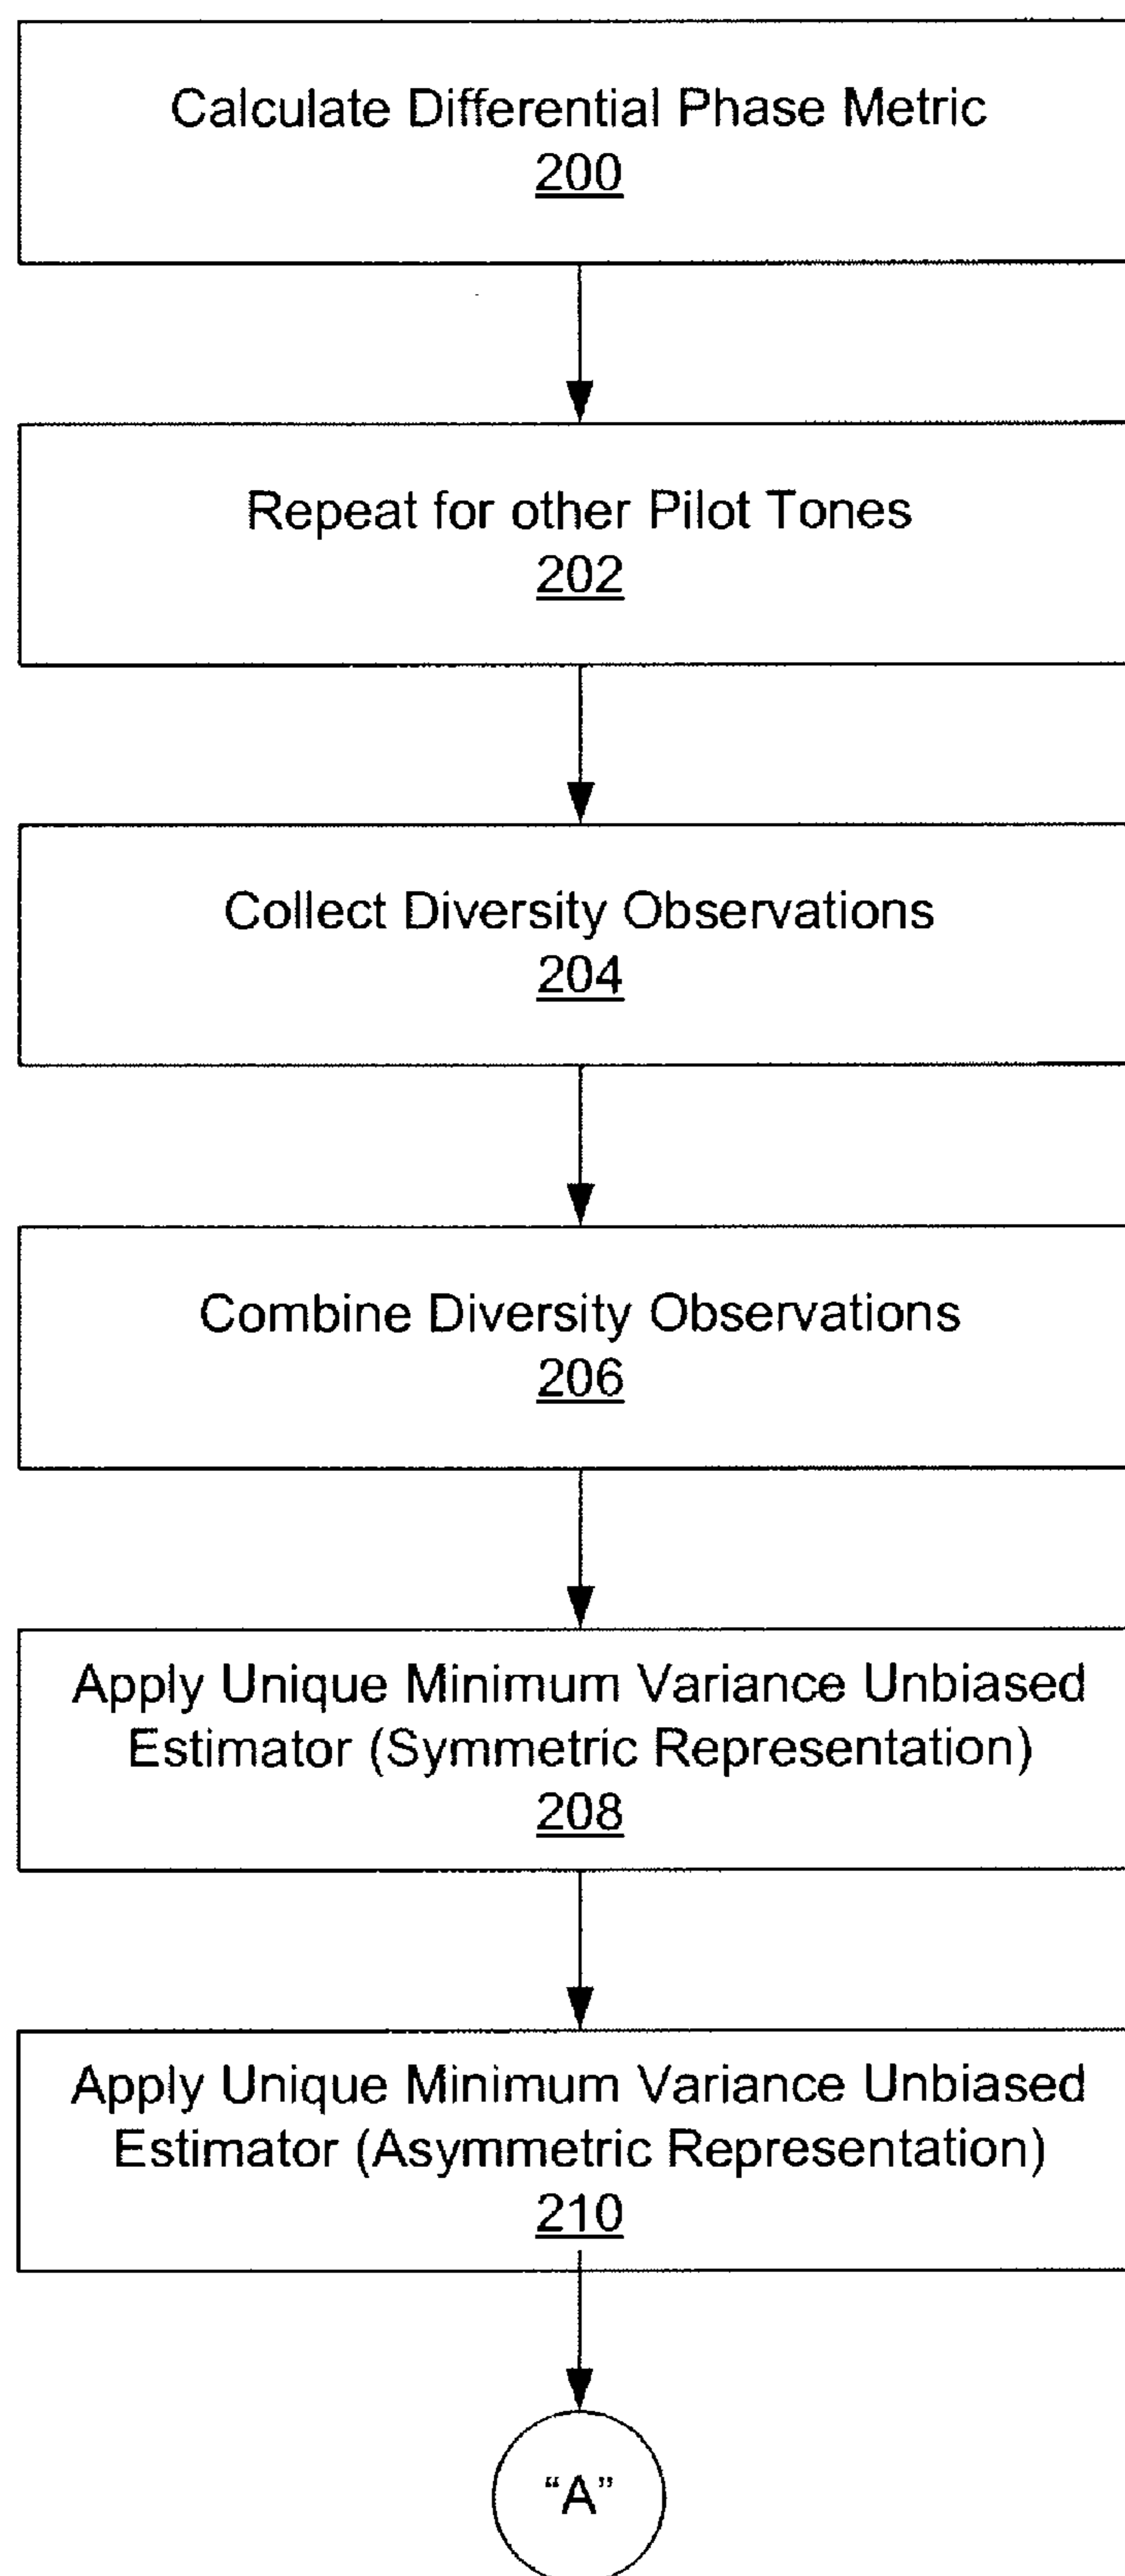 Calculate Differential Phase Metric
200
Repeat for other Pilot Tones
202
Collect Diversity Observations
204
Combine Diversity Observations
206
Apply Unique Minimum Variance Unbiased
Estimator (Symmetric Representation)
208
Apply Unique Minimum Variance Unbiased
Estimator (Asymmetric Representation)
210
“A”